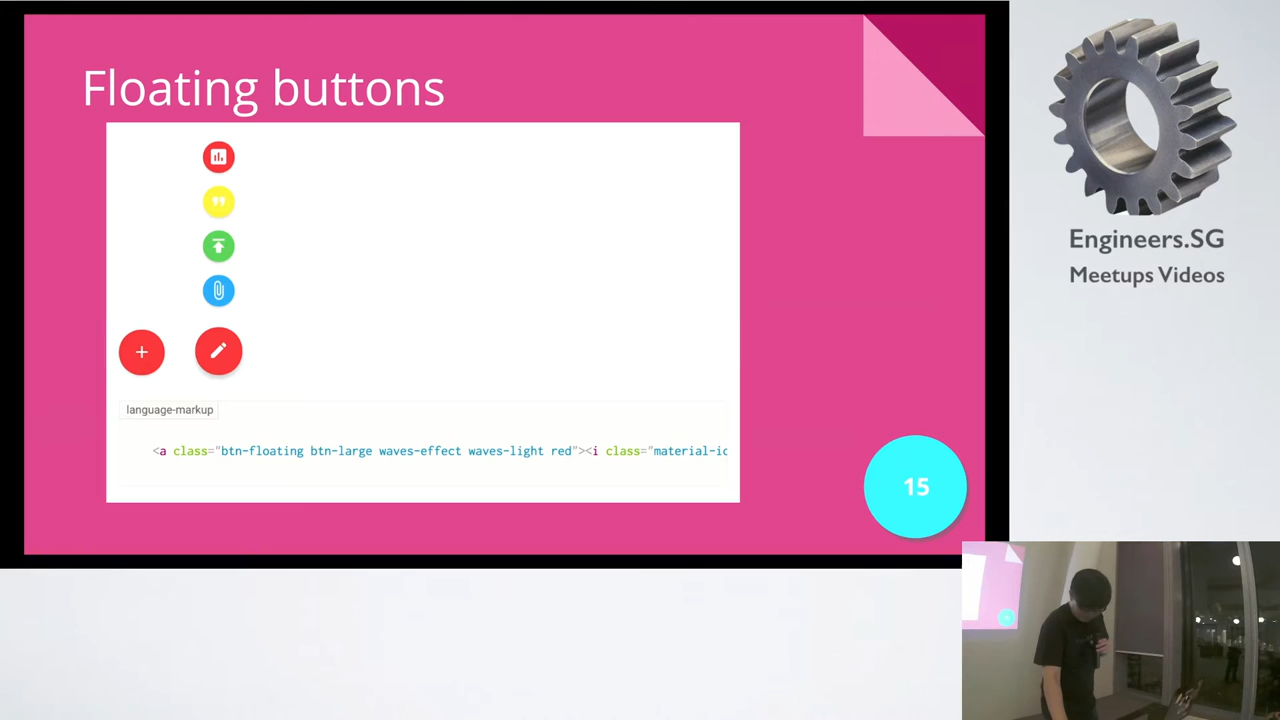 Floating buttons
language-markup
<a class="btn-floating btn-large waves-effect waves-light red"><i class="material-ic
15
Engineers.SG
Meetups Videos